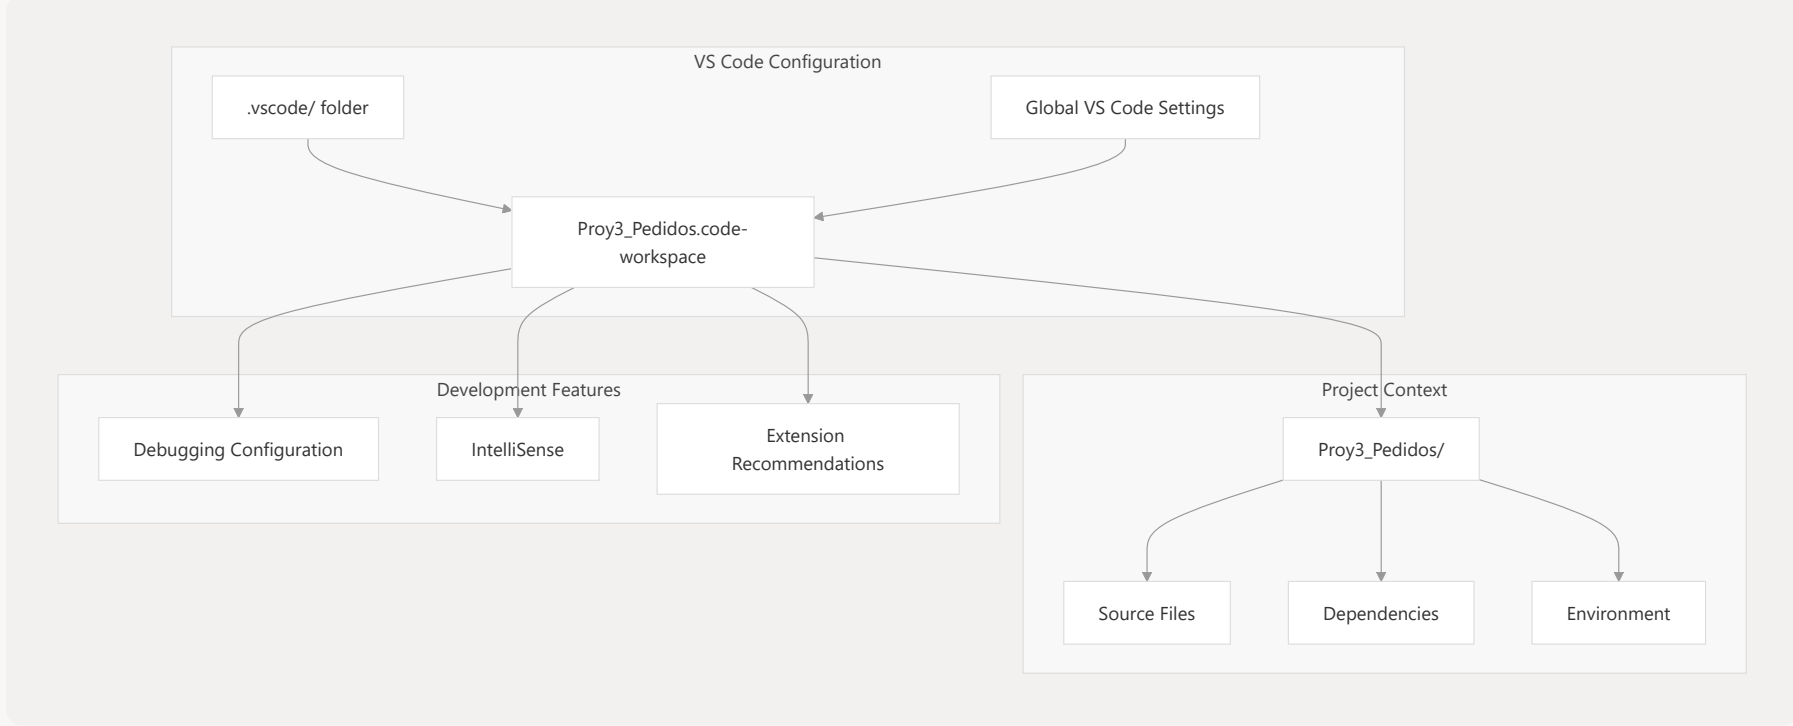 VS Code Configuration
.vscode/ folder
Global VS Code Settings
Proy3_Pedidos.code-
workspace
Development Features
Debugging Configuration
IntelliSense
Extension
Recommendations
Project Context
Proy3_Pedidos/
Source Files
Dependencies
Environment